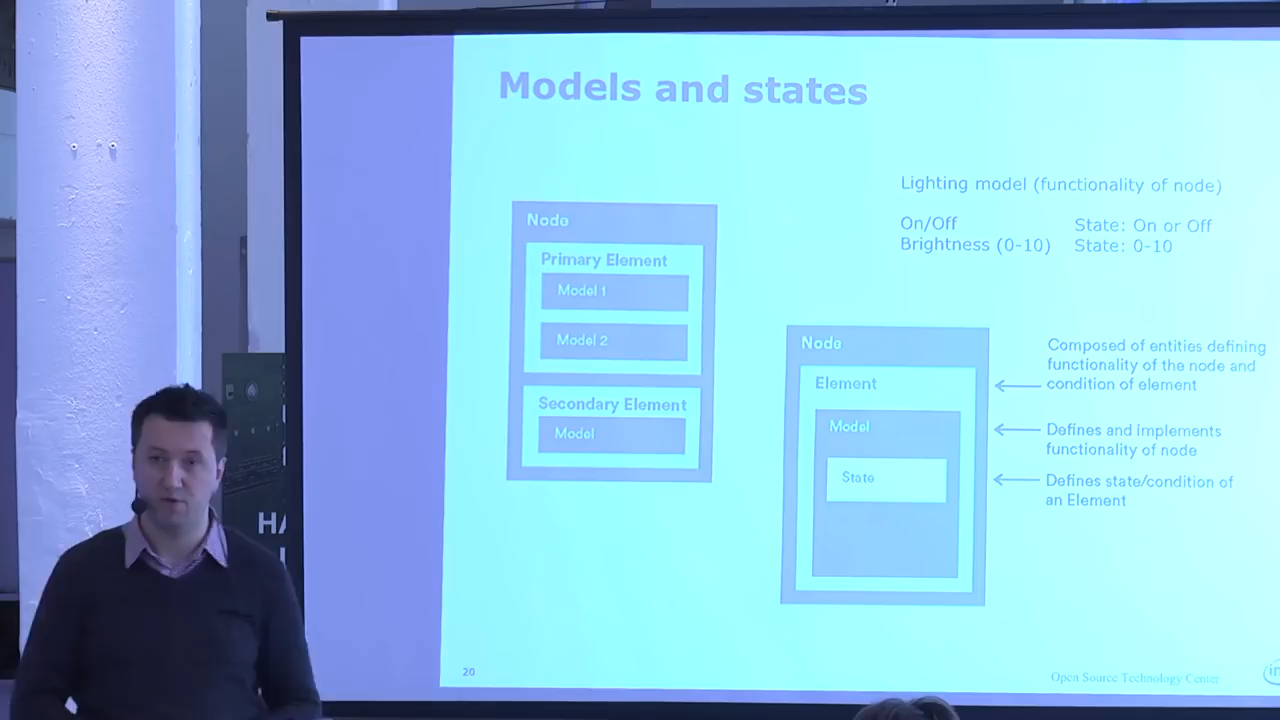 Models and states
Lighting model (functionality of node)
On/Off State: On or Off
Brightness (0-10) State: 0-10
Node
Primary Element
Model 1
Model 2
Secondary Element
Model
Node
Element
Model
State
Composed of entities defining
functionality of the node and
condition of element
Defines and implements
functionality of node
Defines state/condition of
an Element
20
Open Source Technology Center